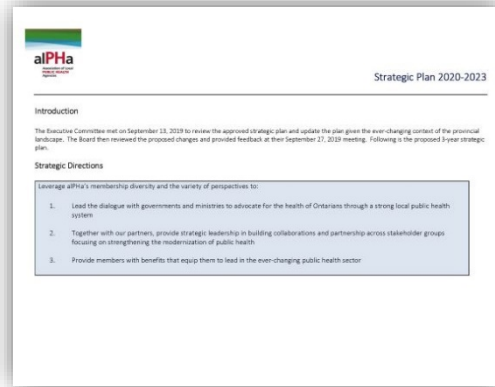 alPHa
Association of Local
PUBLIC HEALTH
Agencies
Strategic Plan 2020-2023
Introduction
The Executive Committee met on September 13, 2019 to review the approved strategic plan and update the plan given the ever-changing context of the provincial
landscape. The Board then reviewed the proposed changes and provided feedback at their September 27, 2019 meeting. Following is the proposed 3-year strategic
plan.
Strategic Directions
Leverage alPHa's membership diversity and the variety of perspectives to:
1. Lead the dialogue with governments and ministries to advocate for the health of Ontarians through a strong local public health
system
2. Together with our partners, provide strategic leadership in building collaborations and partnership across stakeholder groups
focusing on strengthening the modernization of public health
3. Provide members with benefits that equip them to lead in the ever-changing public health sector